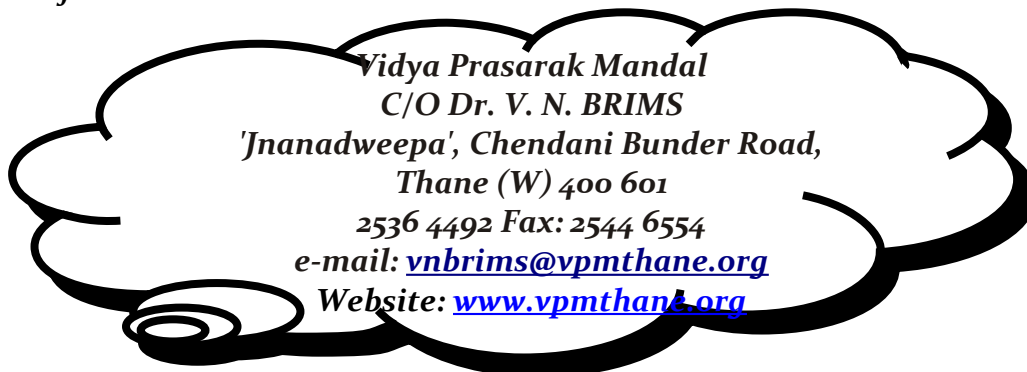 Vidya Prasarak Mandal
C/O Dr. V. N. BRIMS
'Jnanadweepa', Chendani Bunder Road,
Thane (W) 400 601
2536 4492 Fax: 2544 6554
e-mail: vnbrims@vpmthane.org
Website: www.vpmthane.org